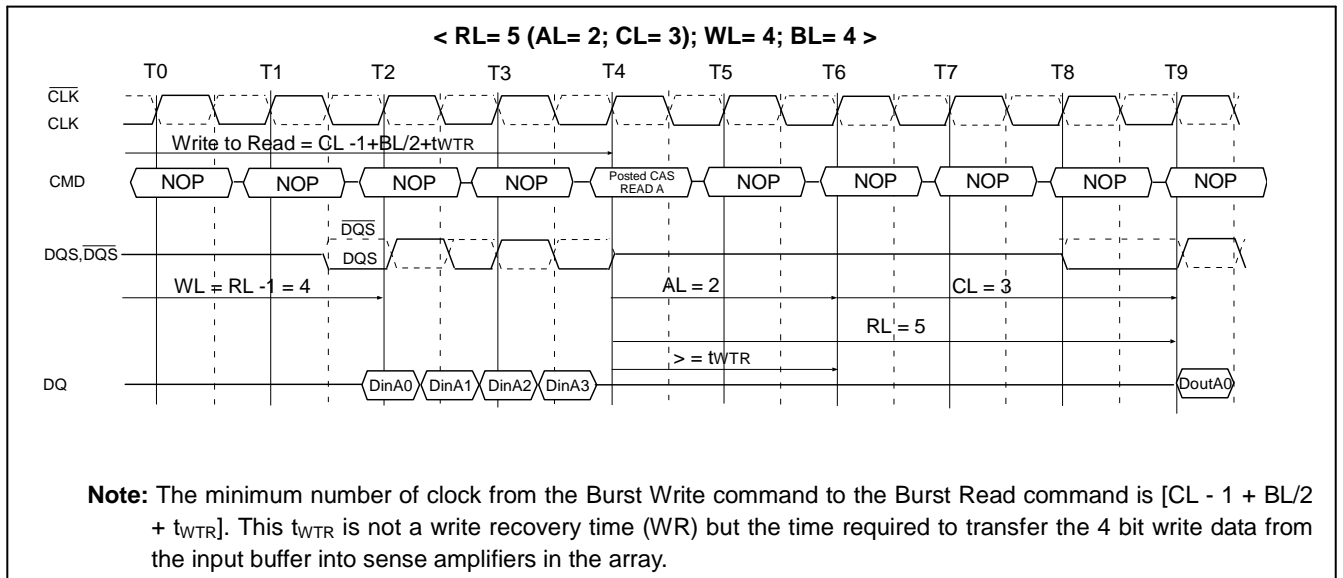 < RL= 5 (AL= 2; CL= 3); WL= 4; BL= 4 >
T0 T1 T2 T3 T4 T5 T6 T7 T8 T9
CLK
CLK
Write to Read = CL -1+BL/2+tWTR
CMD NOP NOP NOP NOP Posted CAS READ A NOP NOP NOP NOP NOP
DQS
DQS,DQS DQS
WL = RL -1 = 4 AL = 2 CL = 3
RL = 5
> = tWTR
DQ DinA0 DinA1 DinA2 DinA3 DoutA0
Note: The minimum number of clock from the Burst Write command to the Burst Read command is [CL - 1 + BL/2
+ tWTR]. This tWTR is not a write recovery time (WR) but the time required to transfer the 4 bit write data from
the input buffer into sense amplifiers in the array.